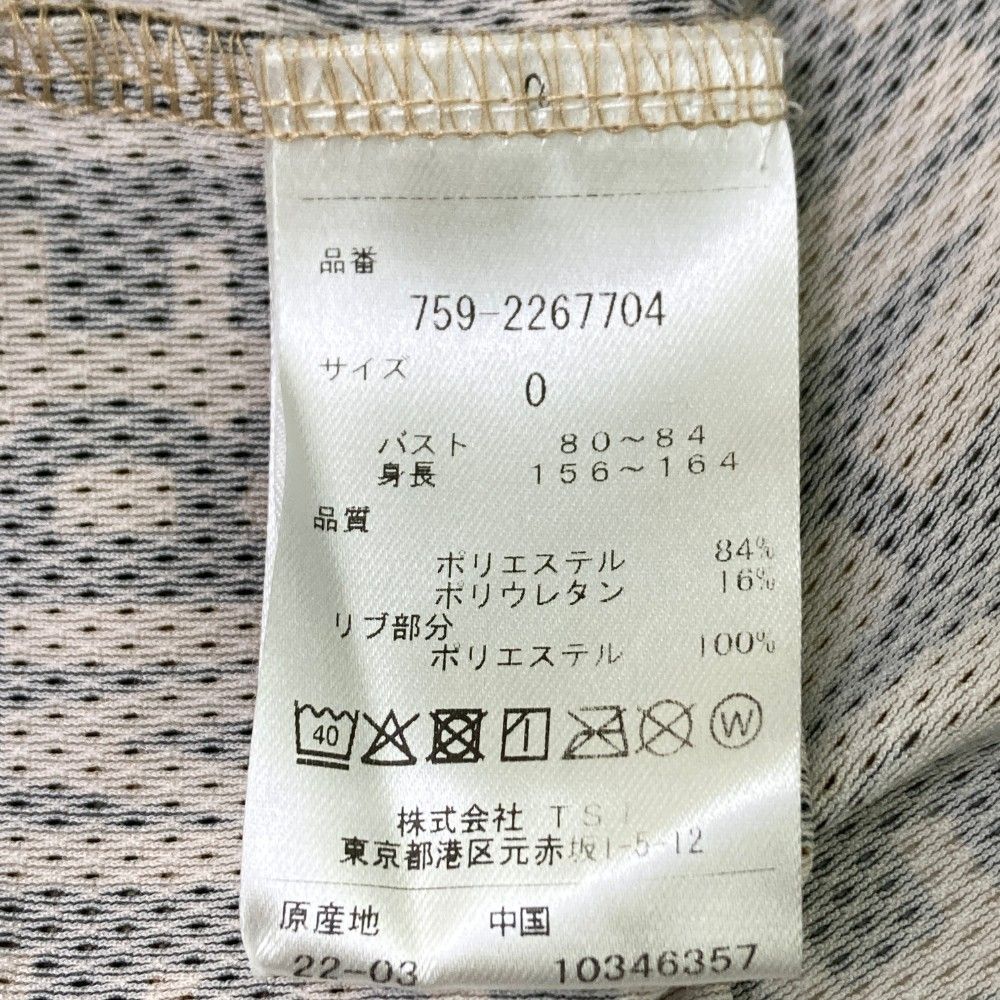 品番
759-2267704
サイズ
0
バスト 80～84
身長 156～164
品質
ポリエステル 84%
ポリウレタン 16%
リブ部分
ポリエステル 100%
40 W
株式会社 TSI
東京都港区元赤坂1-5-12
原産地 中国
22-03 10346357